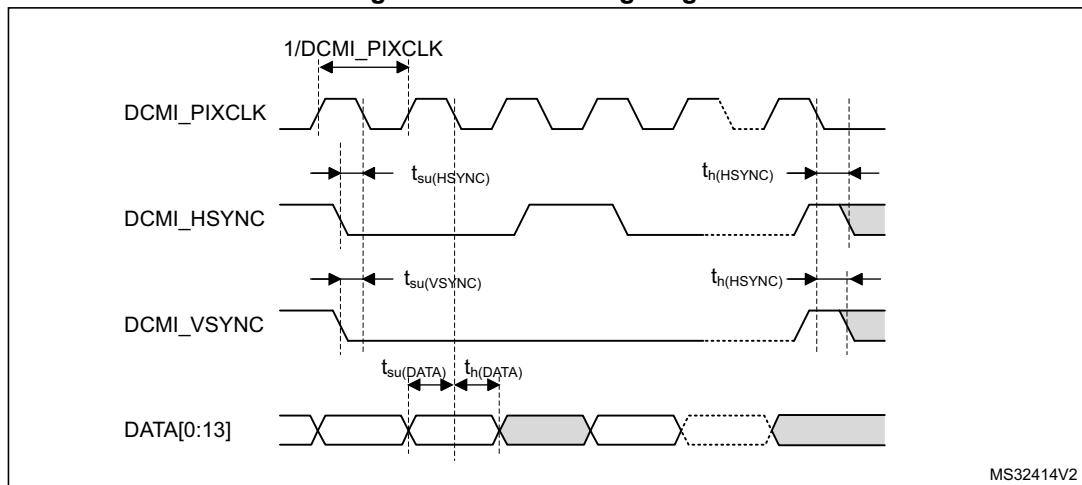 1/DCMI_PIXCLK
DCMI_PIXCLK
tsu(HSYNC)
th(HSYNC)
DCMI_HSYNC
tsu(VSYNC)
th(HSYNC)
DCMI_VSYNC
tsu(DATA) th(DATA)
DATA[0:13]
MS32414V2